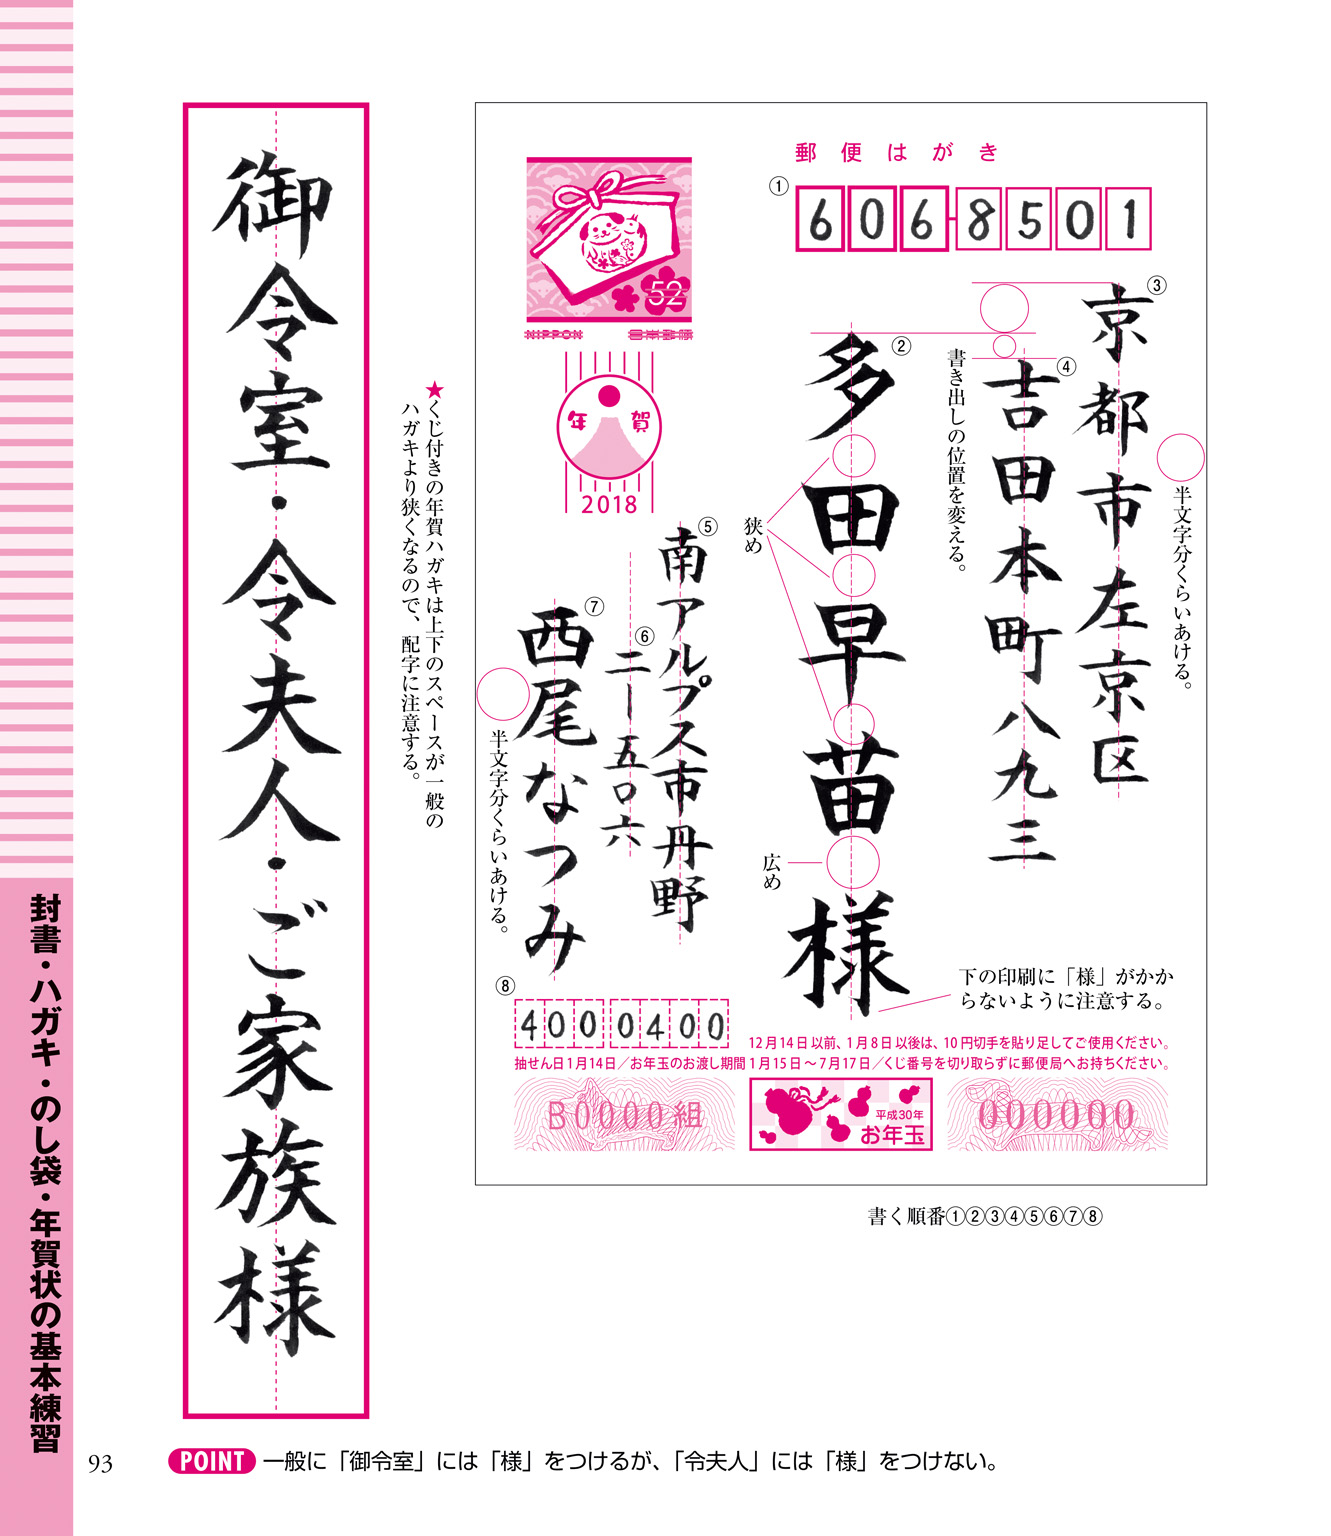 郵便はがき
①
606-8501
③
京都市左京区
半文字分くらいあける。
④
吉田本町八九三
書き出しの位置を変える。
②
多田早苗様
狭め
広め
下の印刷に「様」がかか
らないように注意する。
52
NIPPON
日本郵便
年賀
2018
⑤
南アルプス市丹野
⑥
二ー五〇六
⑦
西尾なつみ
半文字分くらいあける。
⑧
4000400
12月14日以前、1月8日以後は、10円切手を貼り足してご使用ください。
抽せん日1月14日/お年玉のお渡し期間1月15日〜7月17日/くじ番号を切り取らずに郵便局へお持ちください。
B0000組
平成30年
お年玉
000000
書く順番①②③④⑤⑥⑦⑧
★くじ付きの年賀ハガキは上下のスペースが一般の
ハガキより狭くなるので、配字に注意する。
御令室・令夫人・ご家族様
封書・ハガキ・のし袋・年賀状の基本練習
93
POINT 一般に「御令室」には「様」をつけるが、「令夫人」には「様」をつけない。